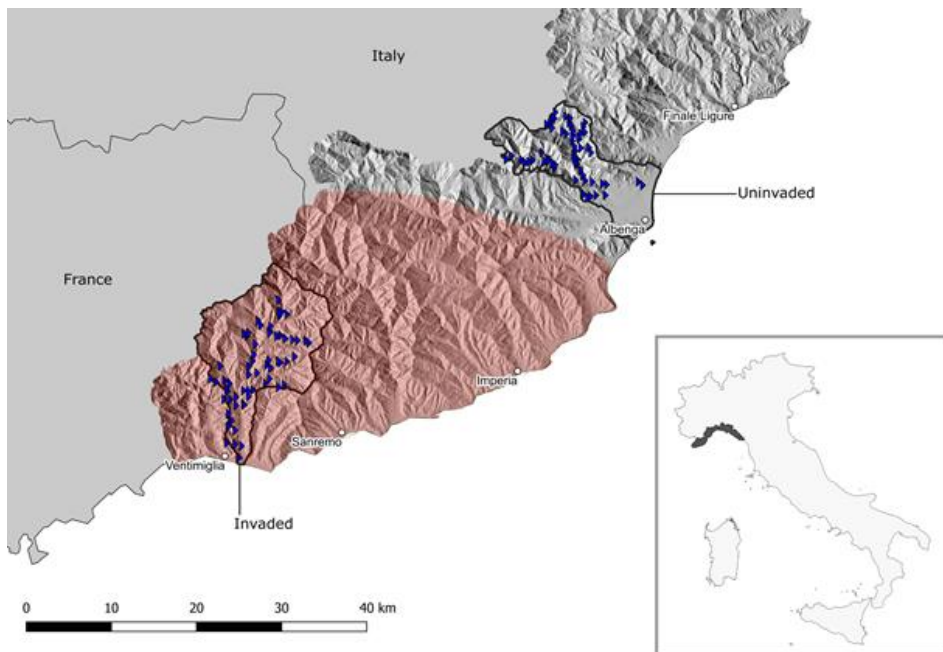 Italy
Finale Ligure
Uninvaded
Albenga
France
Imperia
Sanremo
Ventimiglia
Invaded
0 10 20 30 40 km